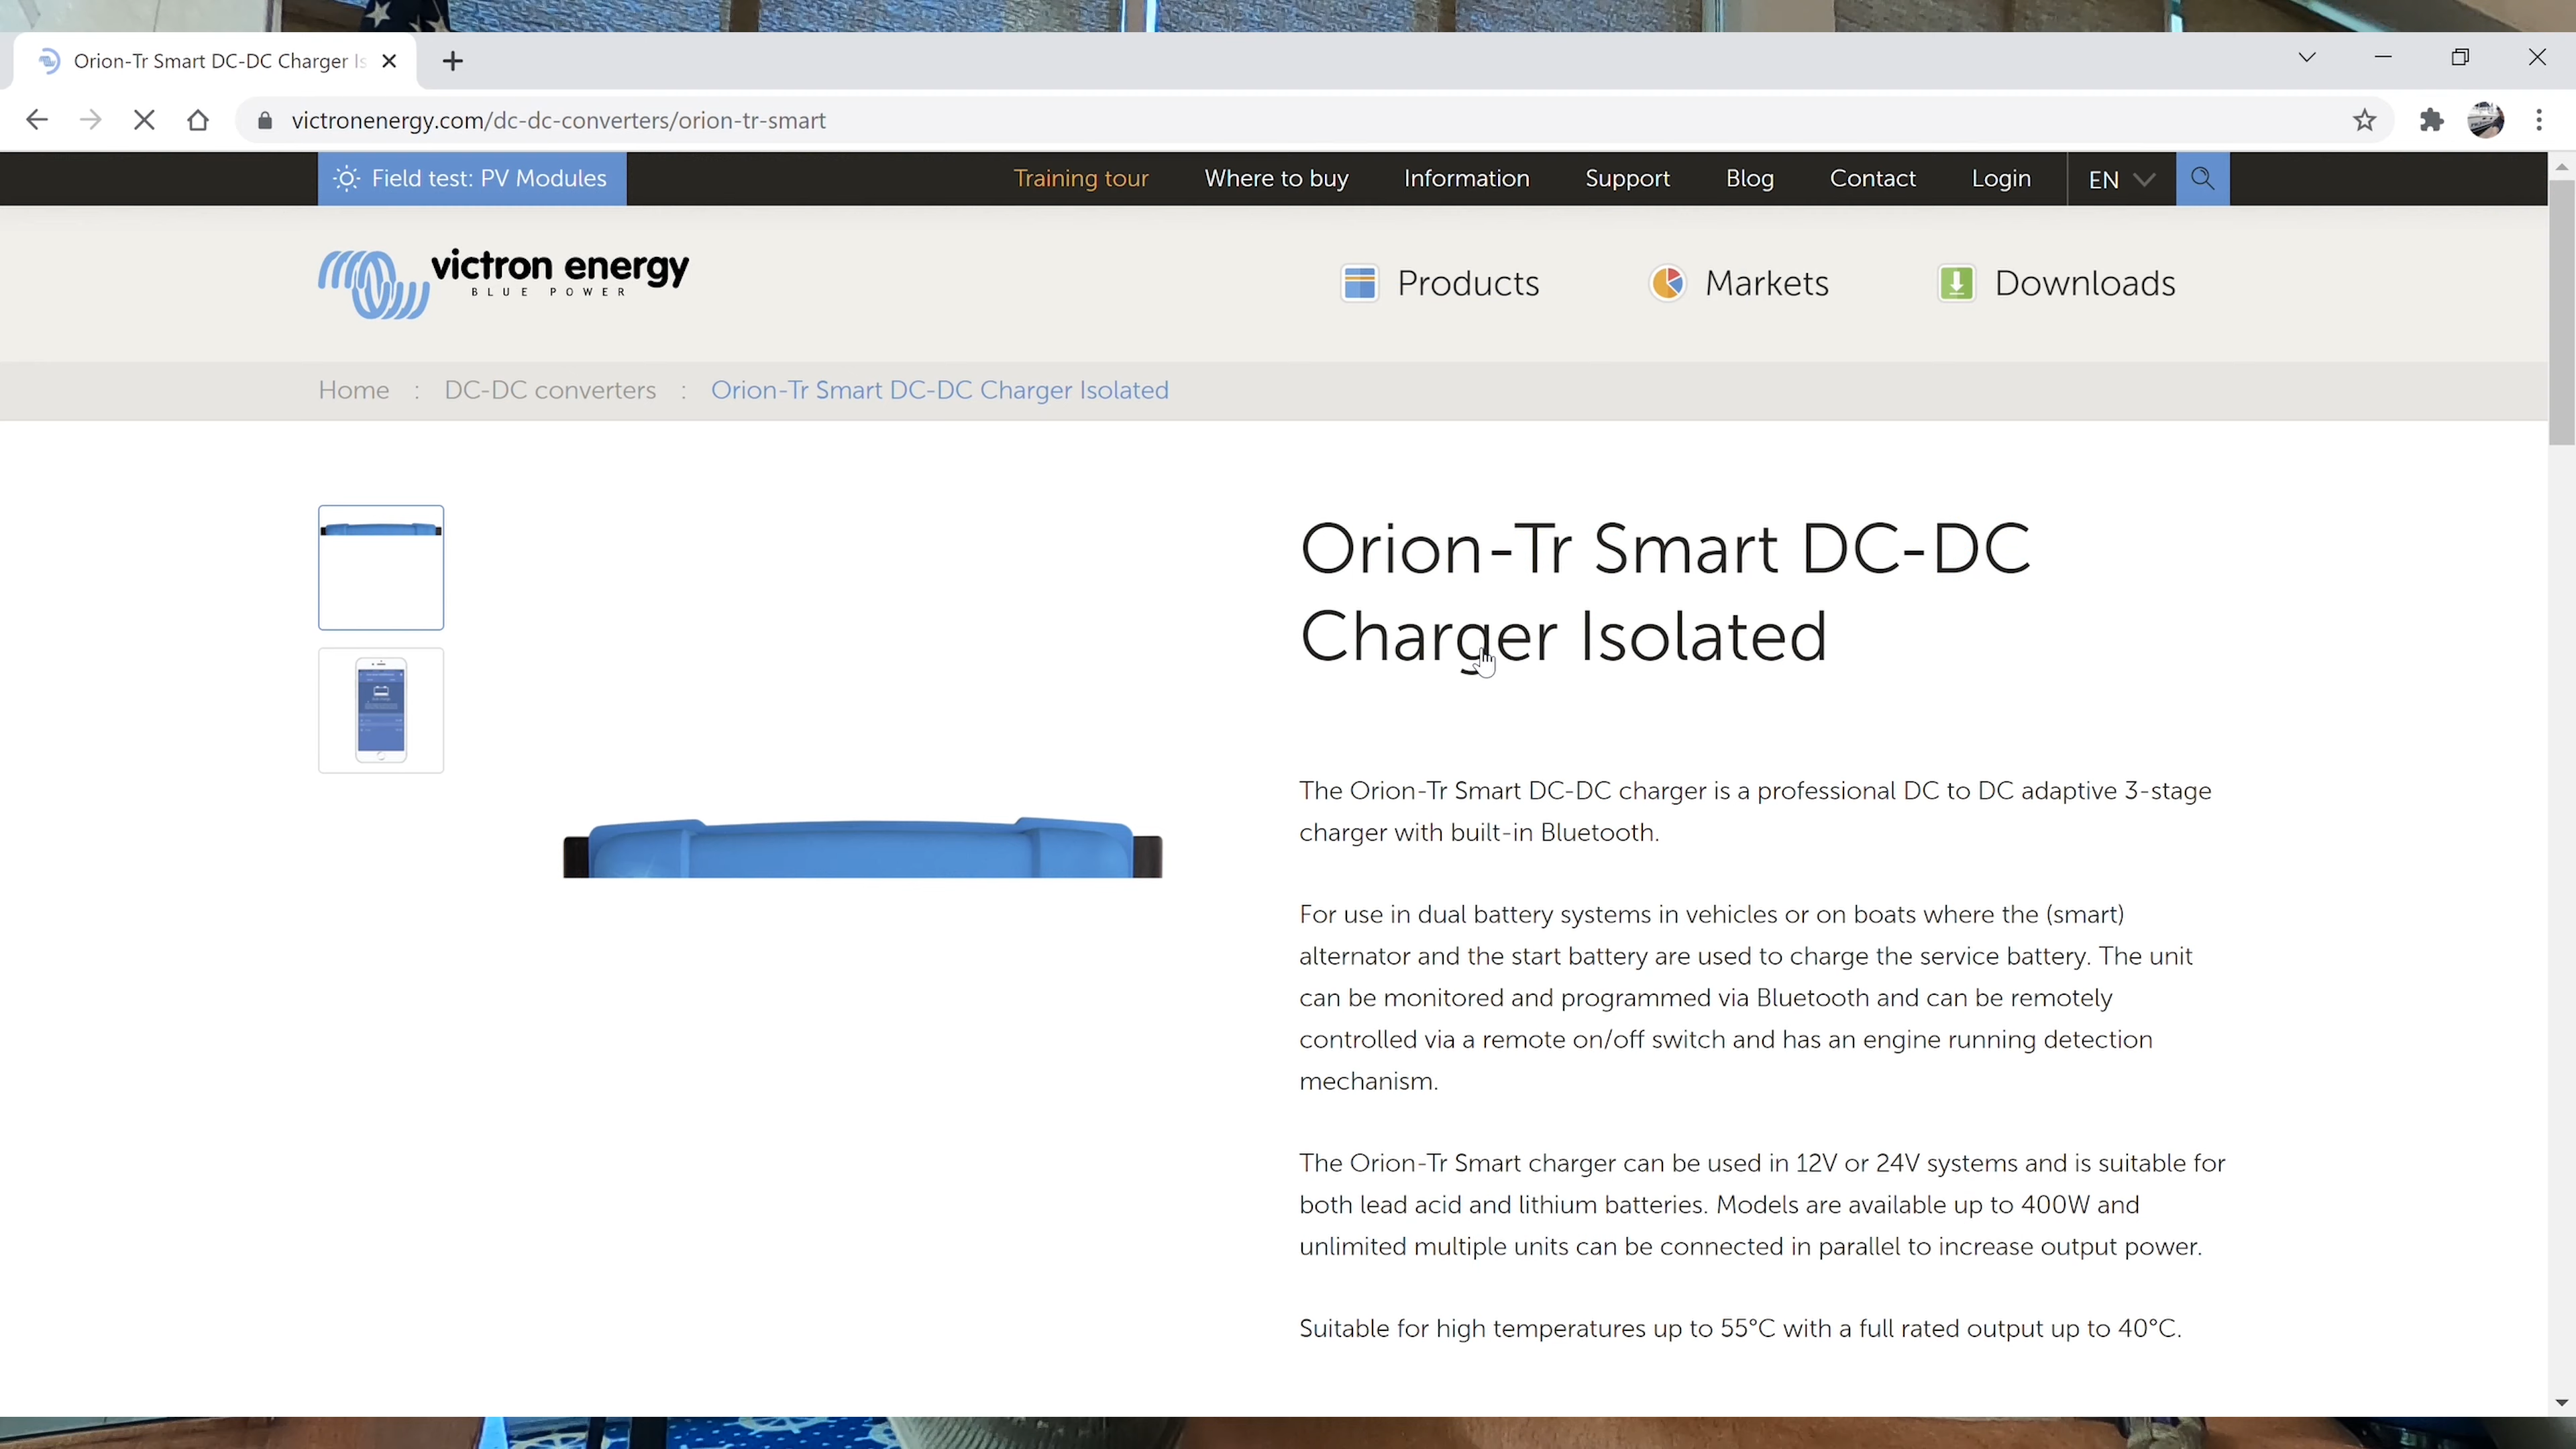 Orion-Tr Smart DC-DC Charger Is
victronenergy.com/dc-dc-converters/orion-tr-smart
Field test: PV Modules
Training tour
Where to buy
Information
Support
Blog
Contact
Login
EN
victron energy
BLUE POWER
Products
Markets
Downloads
Home : DC-DC converters : Orion-Tr Smart DC-DC Charger Isolated
Orion-Tr Smart DC-DC
Charger Isolated
The Orion-Tr Smart DC-DC charger is a professional DC to DC adaptive 3-stage
charger with built-in Bluetooth.
For use in dual battery systems in vehicles or on boats where the (smart)
alternator and the start battery are used to charge the service battery. The unit
can be monitored and programmed via Bluetooth and can be remotely
controlled via a remote on/off switch and has an engine running detection
mechanism.
The Orion-Tr Smart charger can be used in 12V or 24V systems and is suitable for
both lead acid and lithium batteries. Models are available up to 400W and
unlimited multiple units can be connected in parallel to increase output power.
Suitable for high temperatures up to 55°C with a full rated output up to 40°C.